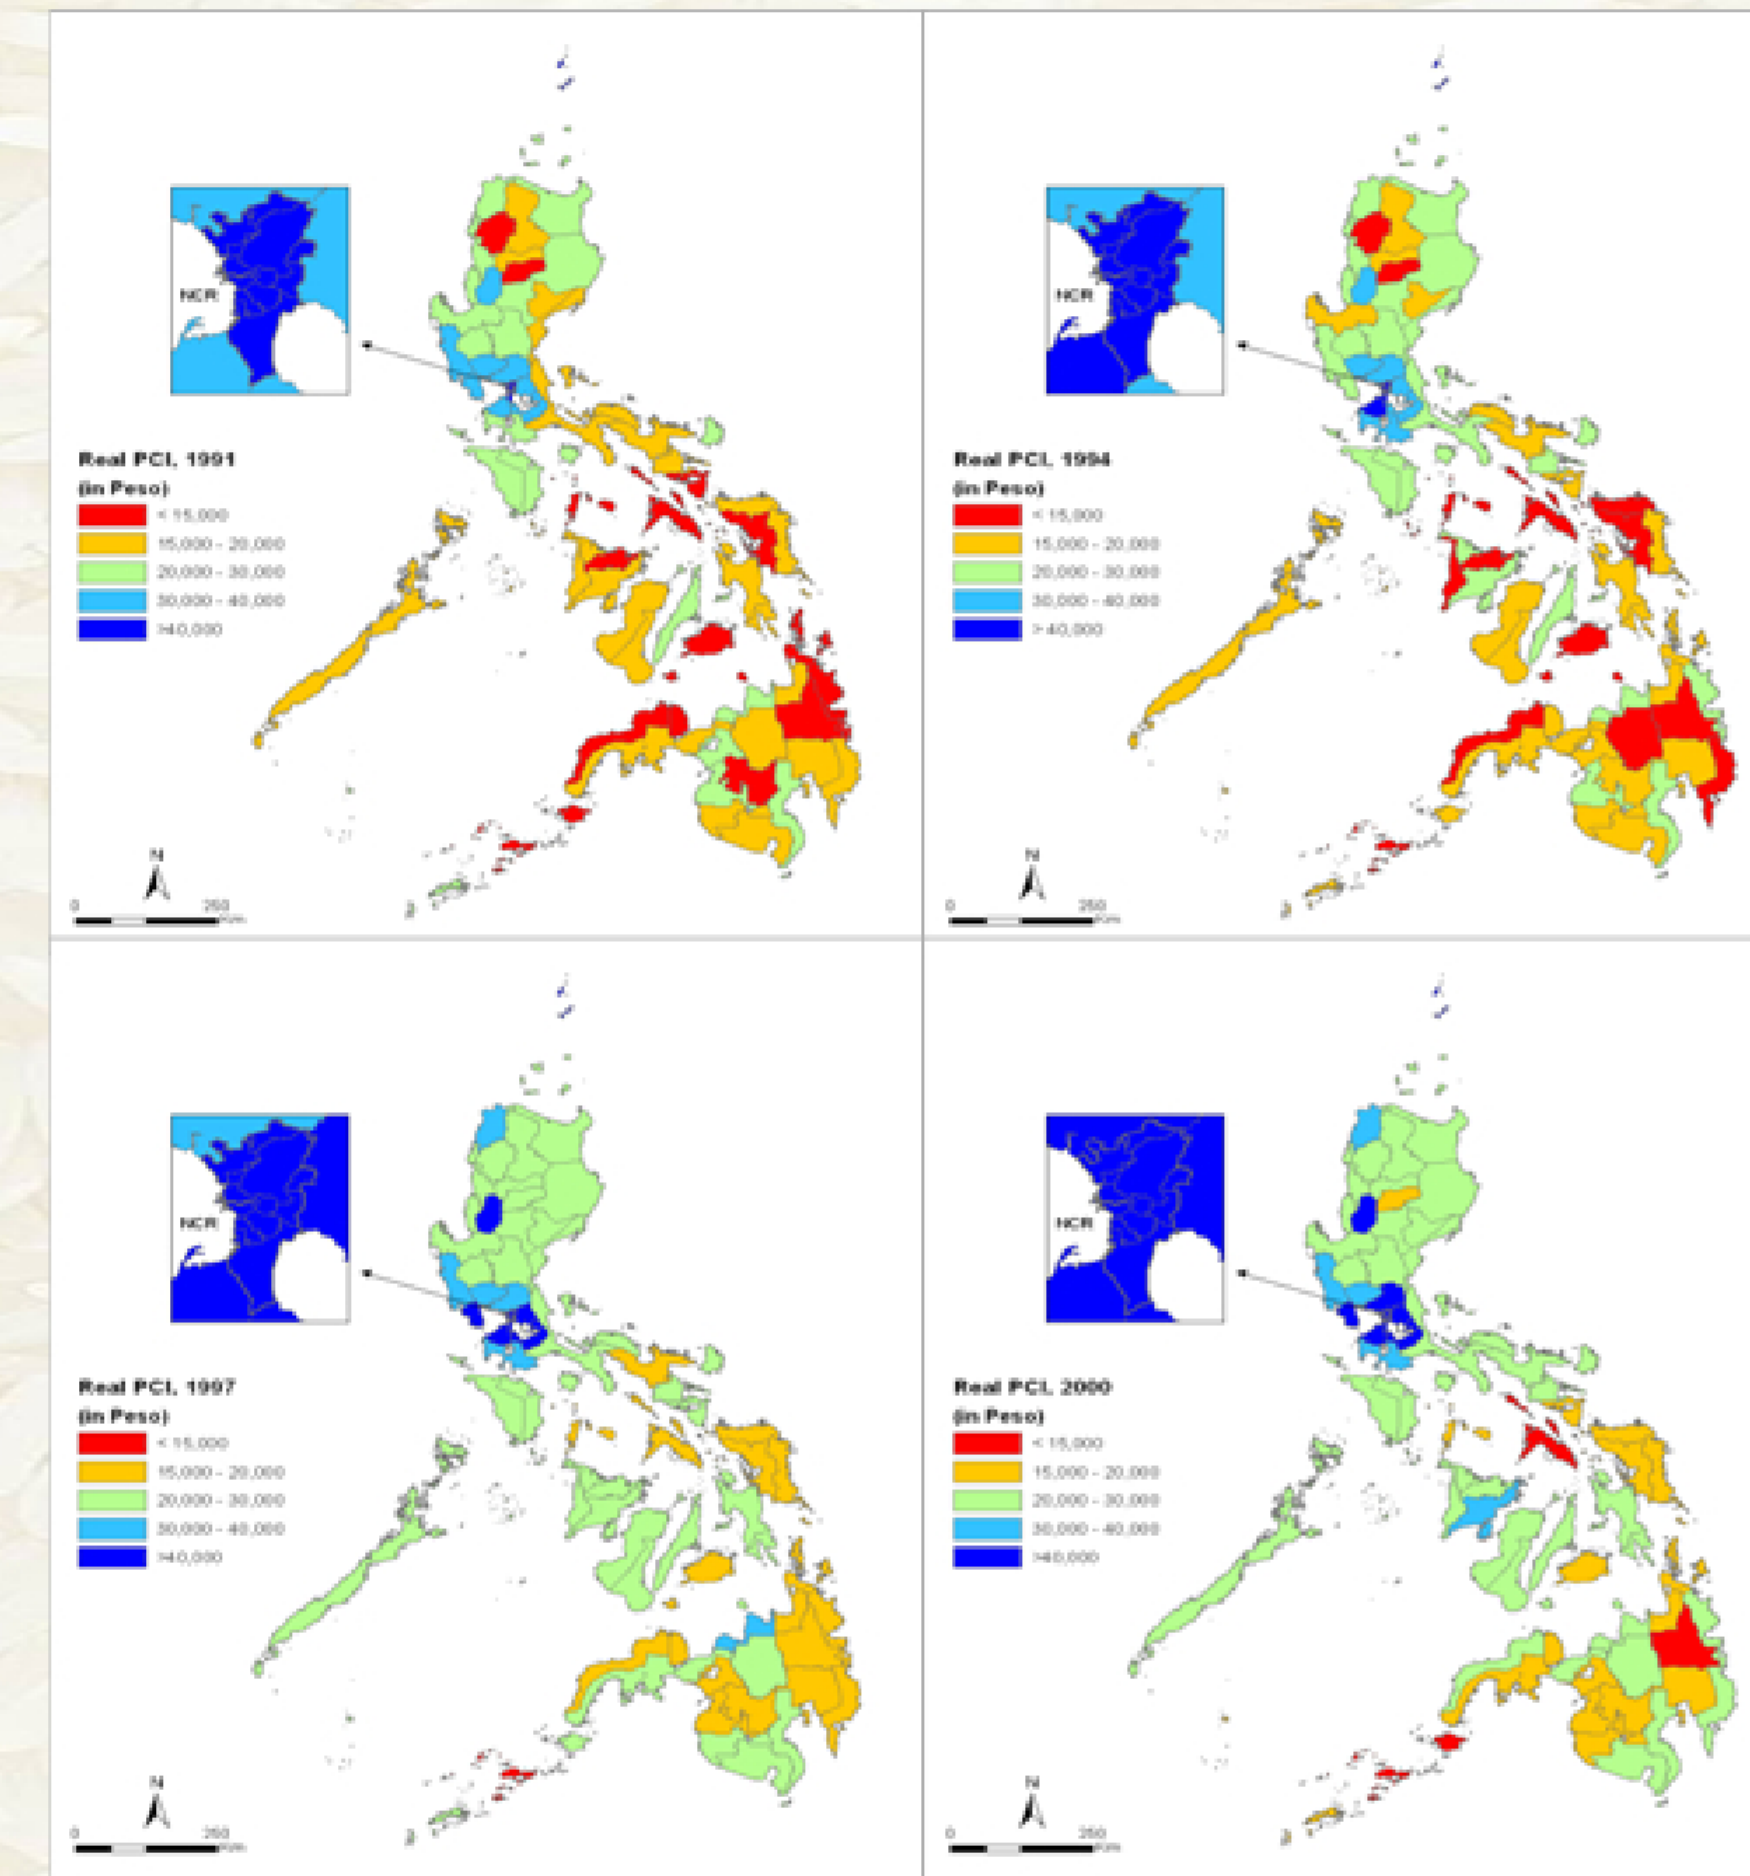 NCR
Real PCI, 1991
(in Peso)
< 15,000
15,000 - 20,000
20,000 - 30,000
30,000 - 40,000
>40,000
N
0 250
Km
NCR
Real PCI, 1994
(in Peso)
< 15,000
15,000 - 20,000
20,000 - 30,000
30,000 - 40,000
> 40,000
N
0 250
Km
NCR
Real PCI, 1997
(in Peso)
< 15,000
15,000 - 20,000
20,000 - 30,000
30,000 - 40,000
>40,000
N
0 250
Km
NCR
Real PCI, 2000
(in Peso)
< 15,000
15,000 - 20,000
20,000 - 30,000
30,000 - 40,000
>40,000
N
0 250
Km